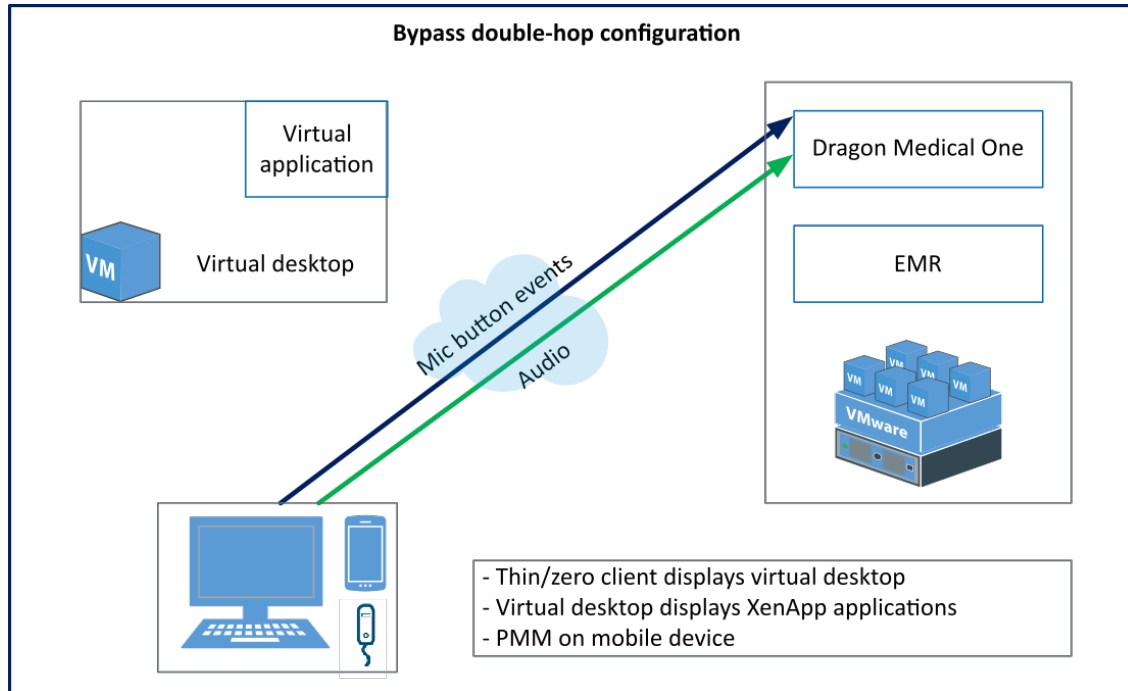 Bypass double-hop configuration
Virtual
application
VM
Virtual desktop
Mic button events
Audio
Dragon Medical One
EMR
VM
VM
VM
VM
VM
VM
VMware
- Thin/zero client displays virtual desktop
- Virtual desktop displays XenApp applications
- PMM on mobile device